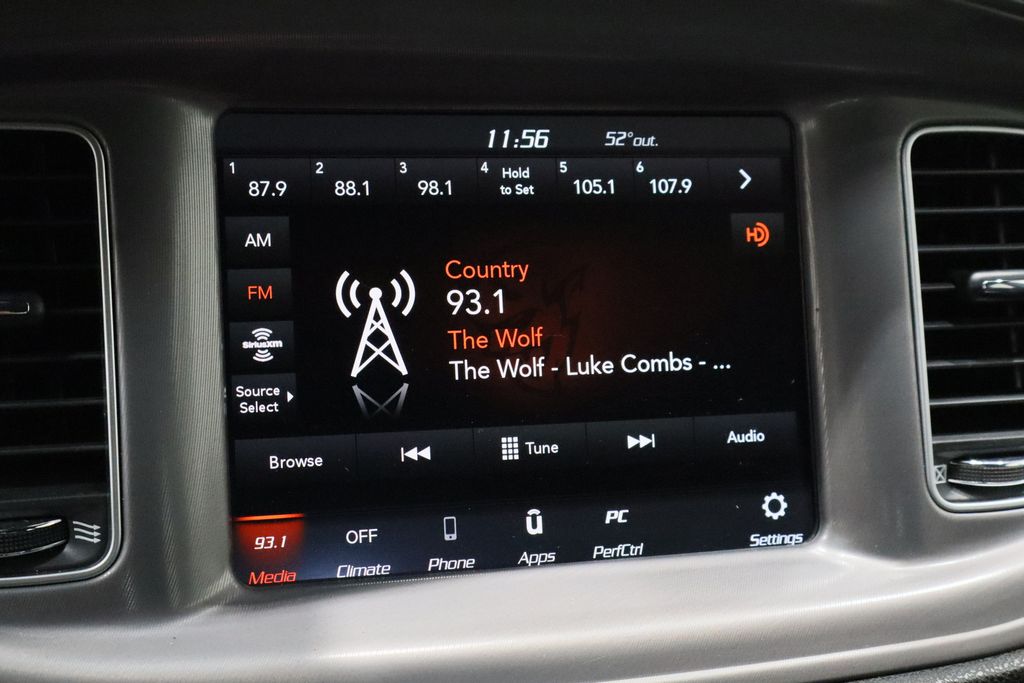 11:56 52°out.
1 87.9 2 88.1 3 98.1 4 Hold to Set 5 105.1 6 107.9
AM
HD
FM
Country
93.1
The Wolf
The Wolf - Luke Combs - ...
SiriusXM
Source
Select
Browse Tune Audio
93.1 OFF û PC
Media Climate Phone Apps PerfCtrl Settings